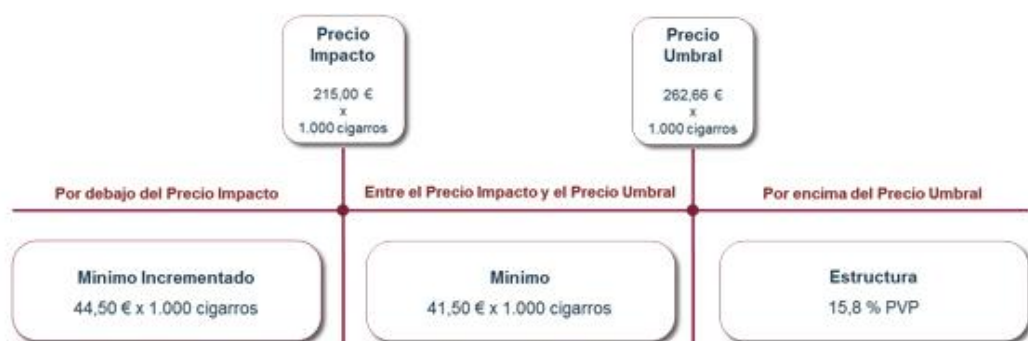 Precio
Impacto
215,00 €
x
1.000 cigarros
Precio
Umbral
262,66 €
x
1.000 cigarros
Por debajo del Precio Impacto
Entre el Precio Impacto y el Precio Umbral
Por encima del Precio Umbral
Mínimo Incrementado
44,50 € x 1.000 cigarros
Mínimo
41,50 € x 1.000 cigarros
Estructura
15,8 % PVP